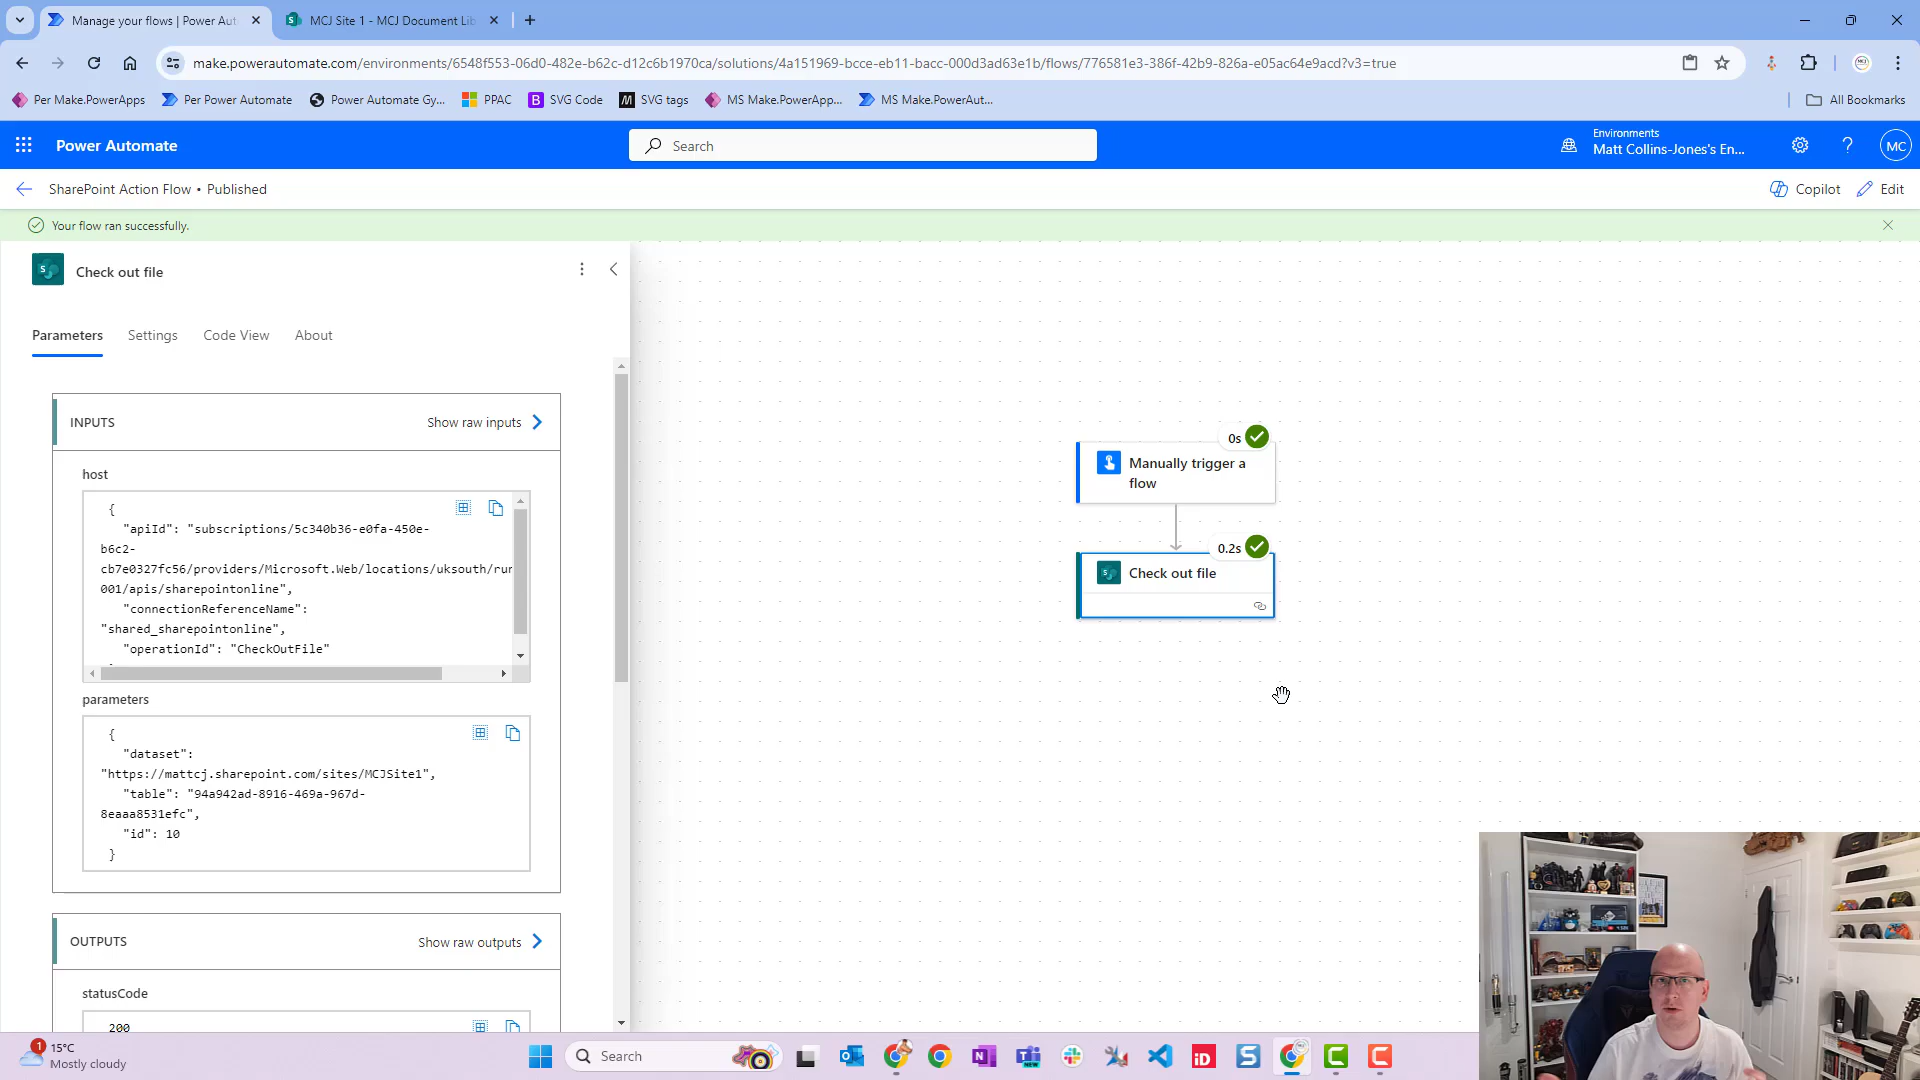 Manage your flows | Power Aut
MCJ Site 1 - MCJ Document Lib
make.powerautomate.com/environments/6548f553-06d0-482e-b62c-d12c6b1970ca/solutions/4a151969-bcce-eb11-bacc-000d3ad63e1b/flows/776581e3-386f-42b9-826a-e05ac64e9acd?v3=true
Per Make.PowerApps
Per Power Automate
Power Automate Gy...
PPAC
SVG Code
SVG tags
MS Make.PowerApp...
MS Make.PowerAut...
All Bookmarks
Power Automate
Search
Environments
Matt Collins-Jones's En...
MC
SharePoint Action Flow • Published
Copilot
Edit
Your flow ran successfully.
Check out file
Parameters
Settings
Code View
About
INPUTS
Show raw inputs
host
{
"apiId": "subscriptions/5c340b36-e0fa-450e-
b6c2-
cb7e0327fc56/providers/Microsoft.Web/locations/uksouth/run
001/apis/sharepointonline",
"connectionReferenceName":
"shared_sharepointonline",
"operationId": "CheckOutFile"
parameters
{
"dataset":
"https://mattcj.sharepoint.com/sites/MCJSite1",
"table": "94a942ad-8916-469a-967d-
8eaaa8531efc",
"id": 10
}
OUTPUTS
Show raw outputs
statusCode
200
0s
Manually trigger a
flow
0.2s
Check out file
1
15°C
Mostly cloudy
Search